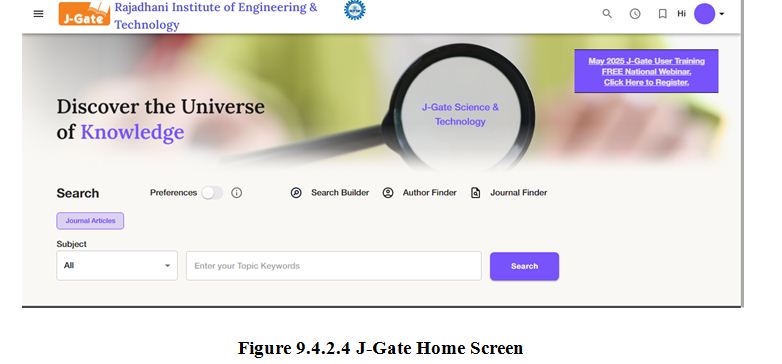 J-Gate
Rajadhani Institute of Engineering &
Technology
Hi
May 2025 J-Gate User Training
FREE National Webinar.
Click Here to Register.
Discover the Universe
of Knowledge
J-Gate Science &
Technology
Search
Preferences
Search Builder
Author Finder
Journal Finder
Journal Articles
Subject
All
Enter your Topic Keywords
Search
Figure 9.4.2.4 J-Gate Home Screen